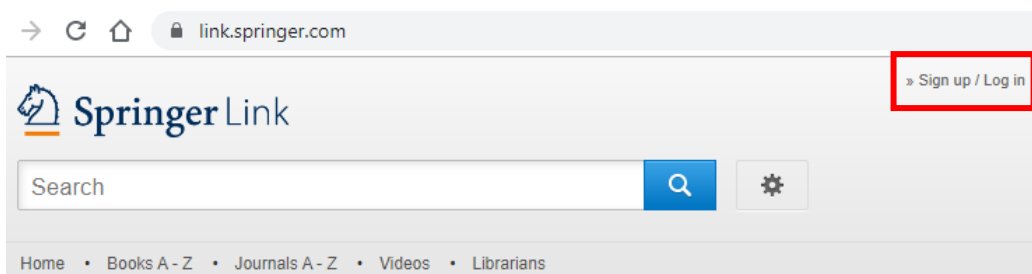 link.springer.com
» Sign up / Log in
Springer Link
Search
Home • Books A - Z • Journals A - Z • Videos • Librarians